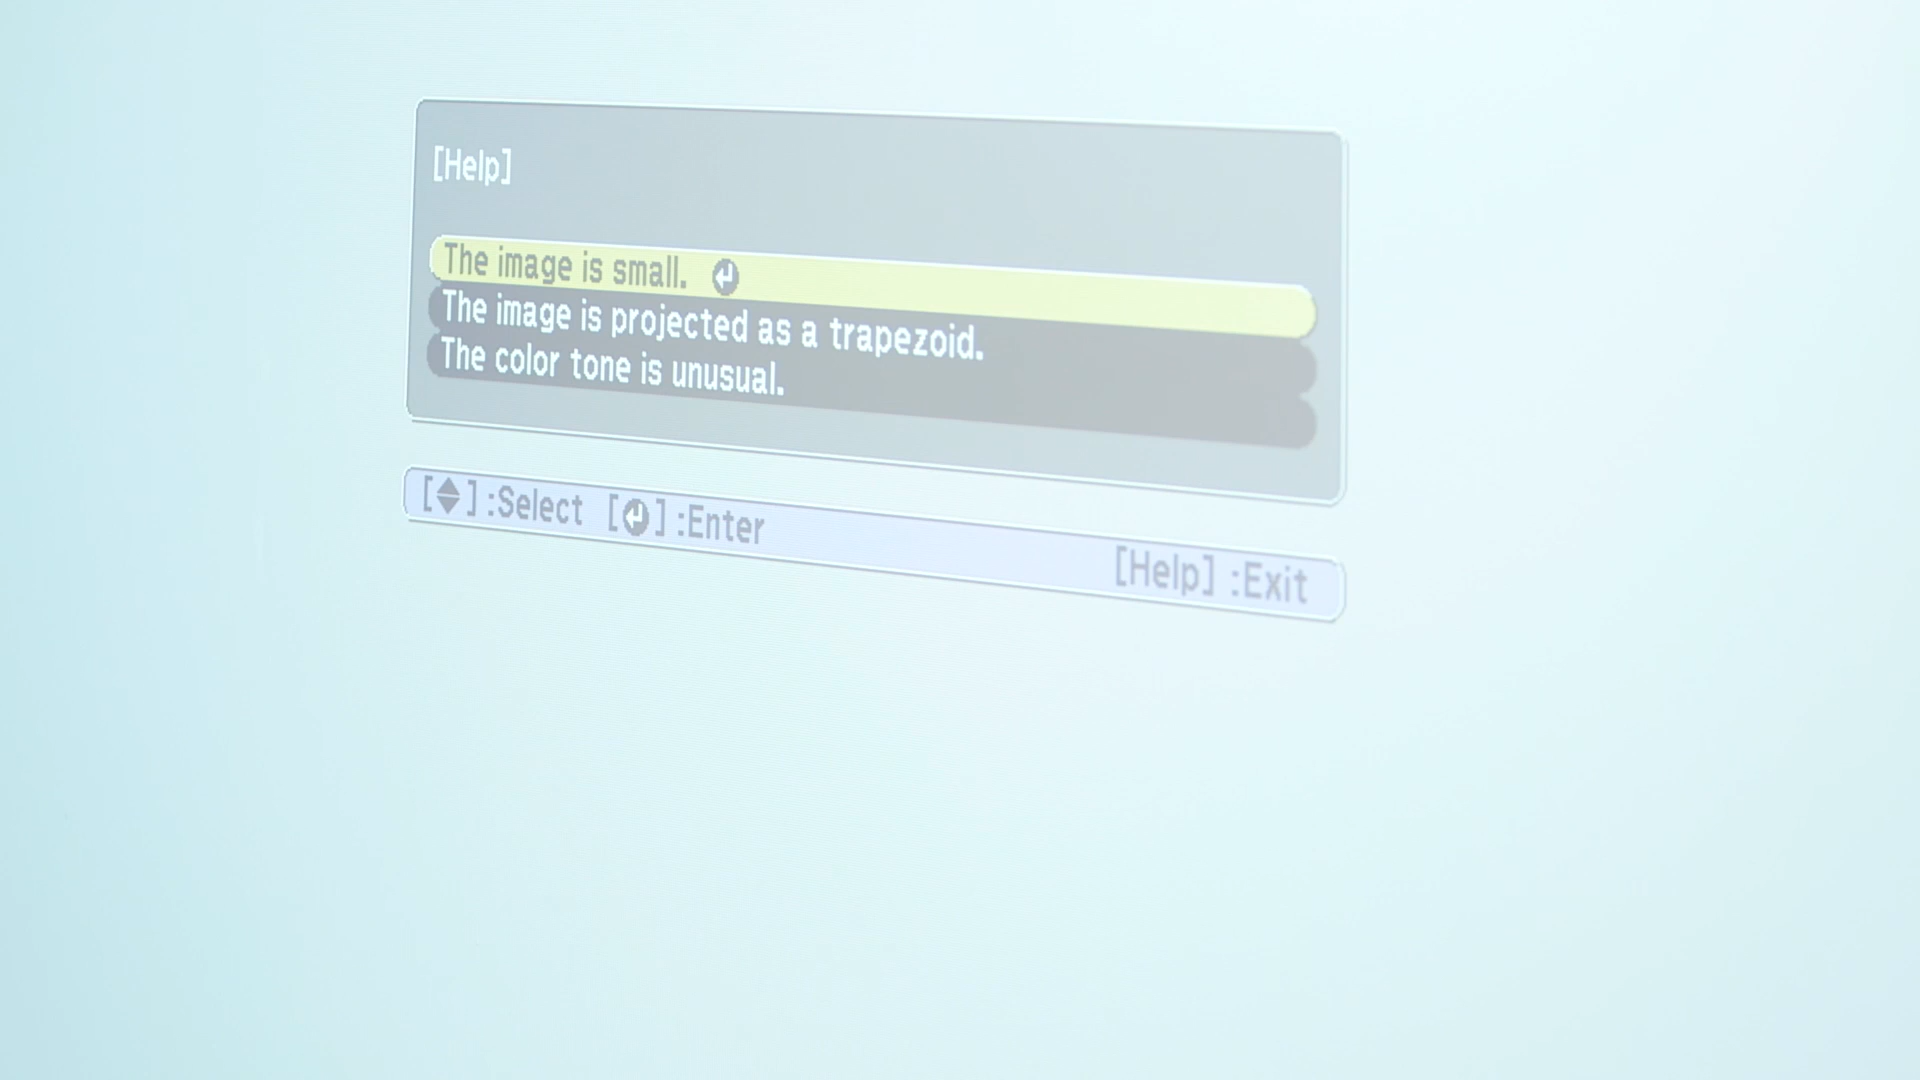 [Help]
The image is small.
The image is projected as a trapezoid.
The color tone is unusual.
[◆] :Select [↵] :Enter [Help] :Exit